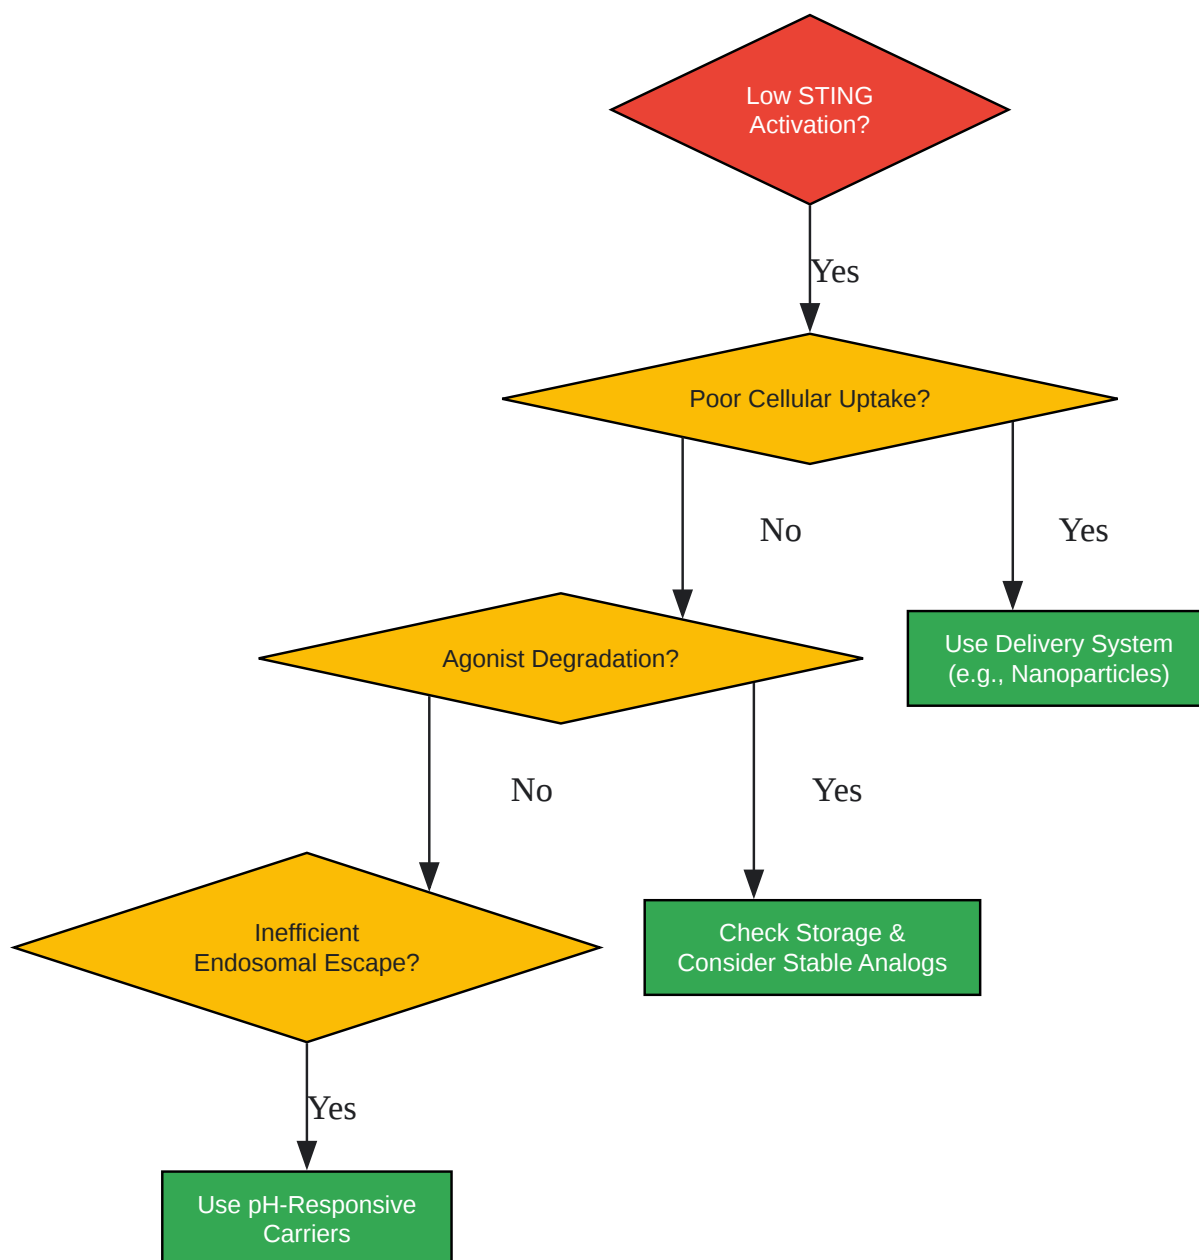 Low STING
Activation?
Yes
Poor Cellular Uptake?
No
Yes
Use Delivery System
(e.g., Nanoparticles)
Agonist Degradation?
No
Yes
Inefficient
Endosomal Escape?
Check Storage &
Consider Stable Analogs
Yes
Use pH-Responsive
Carriers